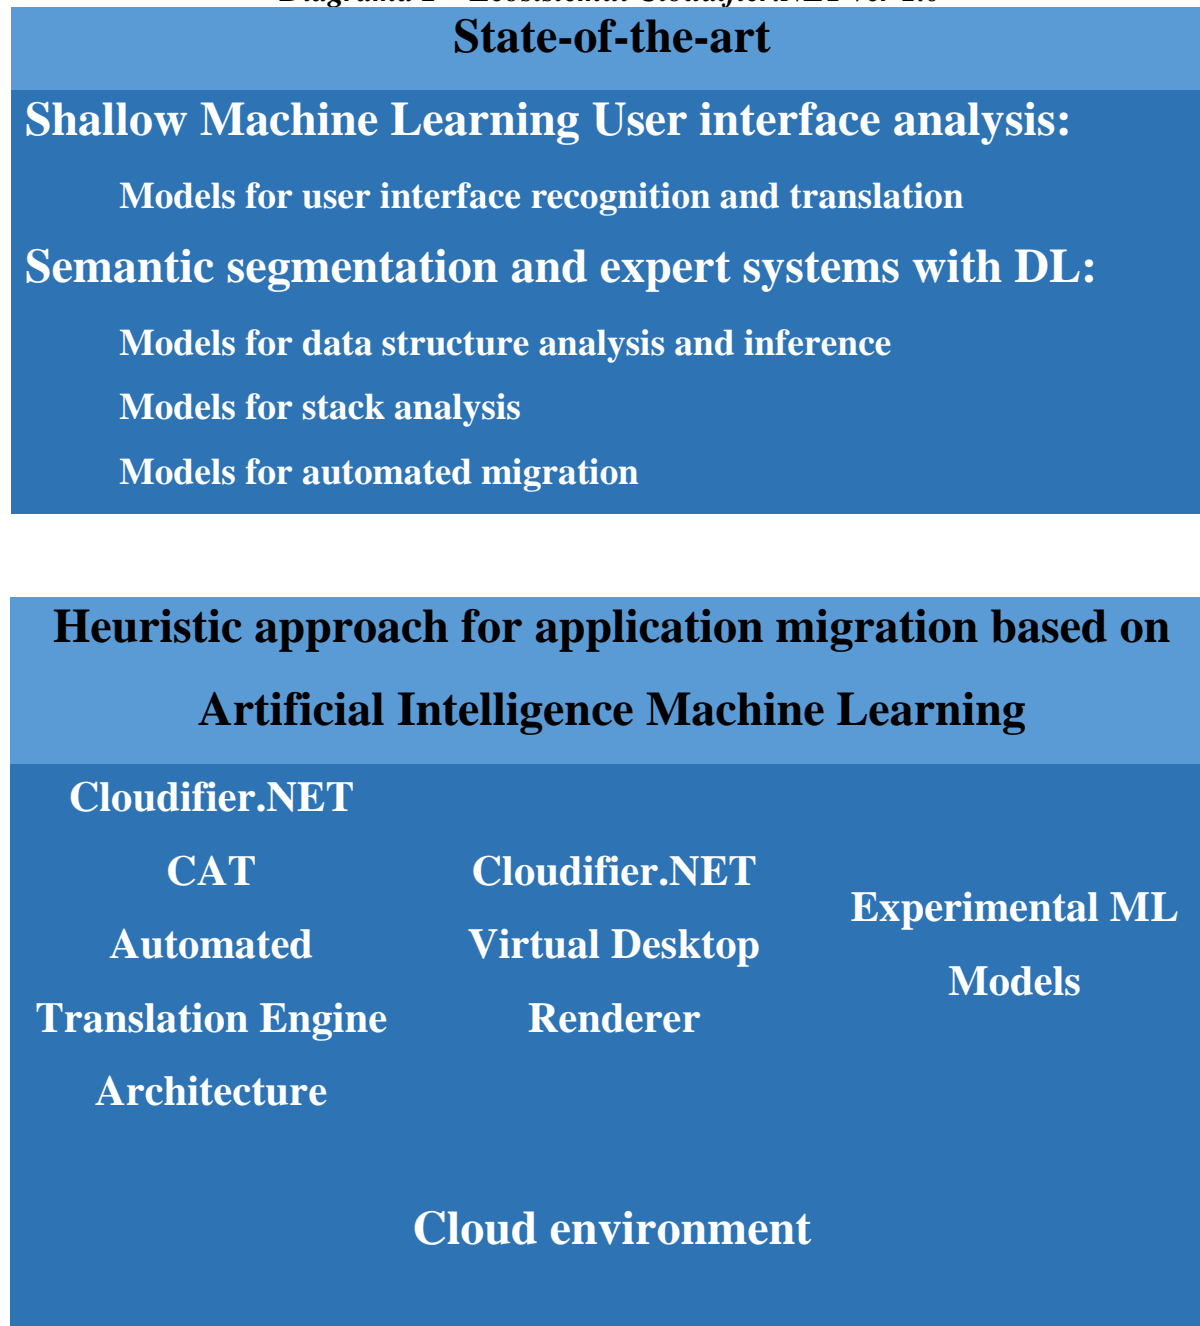 State-of-the-art
Shallow Machine Learning User interface analysis:
Models for user interface recognition and translation
Semantic segmentation and expert systems with DL:
Models for data structure analysis and inference
Models for stack analysis
Models for automated migration
Heuristic approach for application migration based on
Artificial Intelligence Machine Learning
Cloudifier.NET
CAT
Automated
Translation Engine
Architecture
Cloudifier.NET
Virtual Desktop
Renderer
Experimental ML
Models
Cloud environment